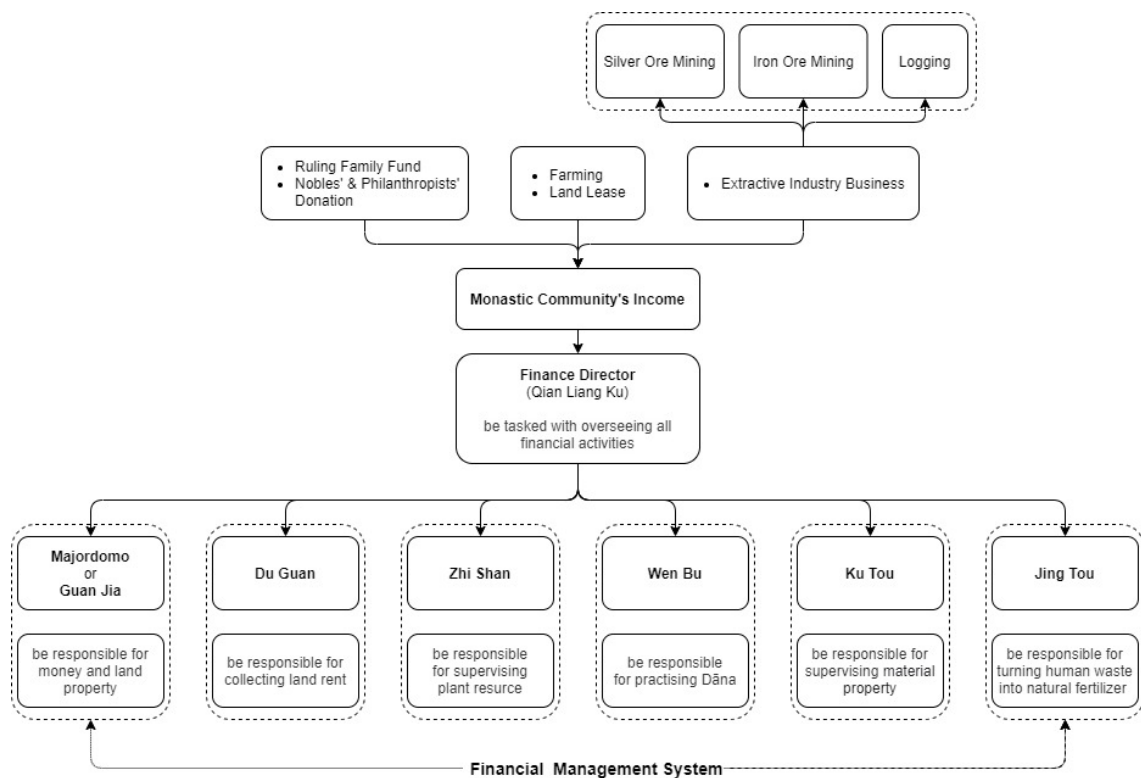 Silver Ore Mining
Iron Ore Mining
Logging
• Ruling Family Fund
• Nobles' & Philanthropists'
Donation
• Farming
• Land Lease
• Extractive Industry Business
Monastic Community's Income
Finance Director
(Qian Liang Ku)
be tasked with overseeing all
financial activities
Majordomo
or
Guan Jia
be responsible for
money and land
property
Du Guan
be responsible for
collecting land rent
Zhi Shan
be responsible
for supervising
plant resurce
Wen Bu
be responsible
for practising Dāna
Ku Tou
be responsible for
supervising material
property
Jing Tou
be responsible for
turning human waste
into natural fertilizer
Financial Management System